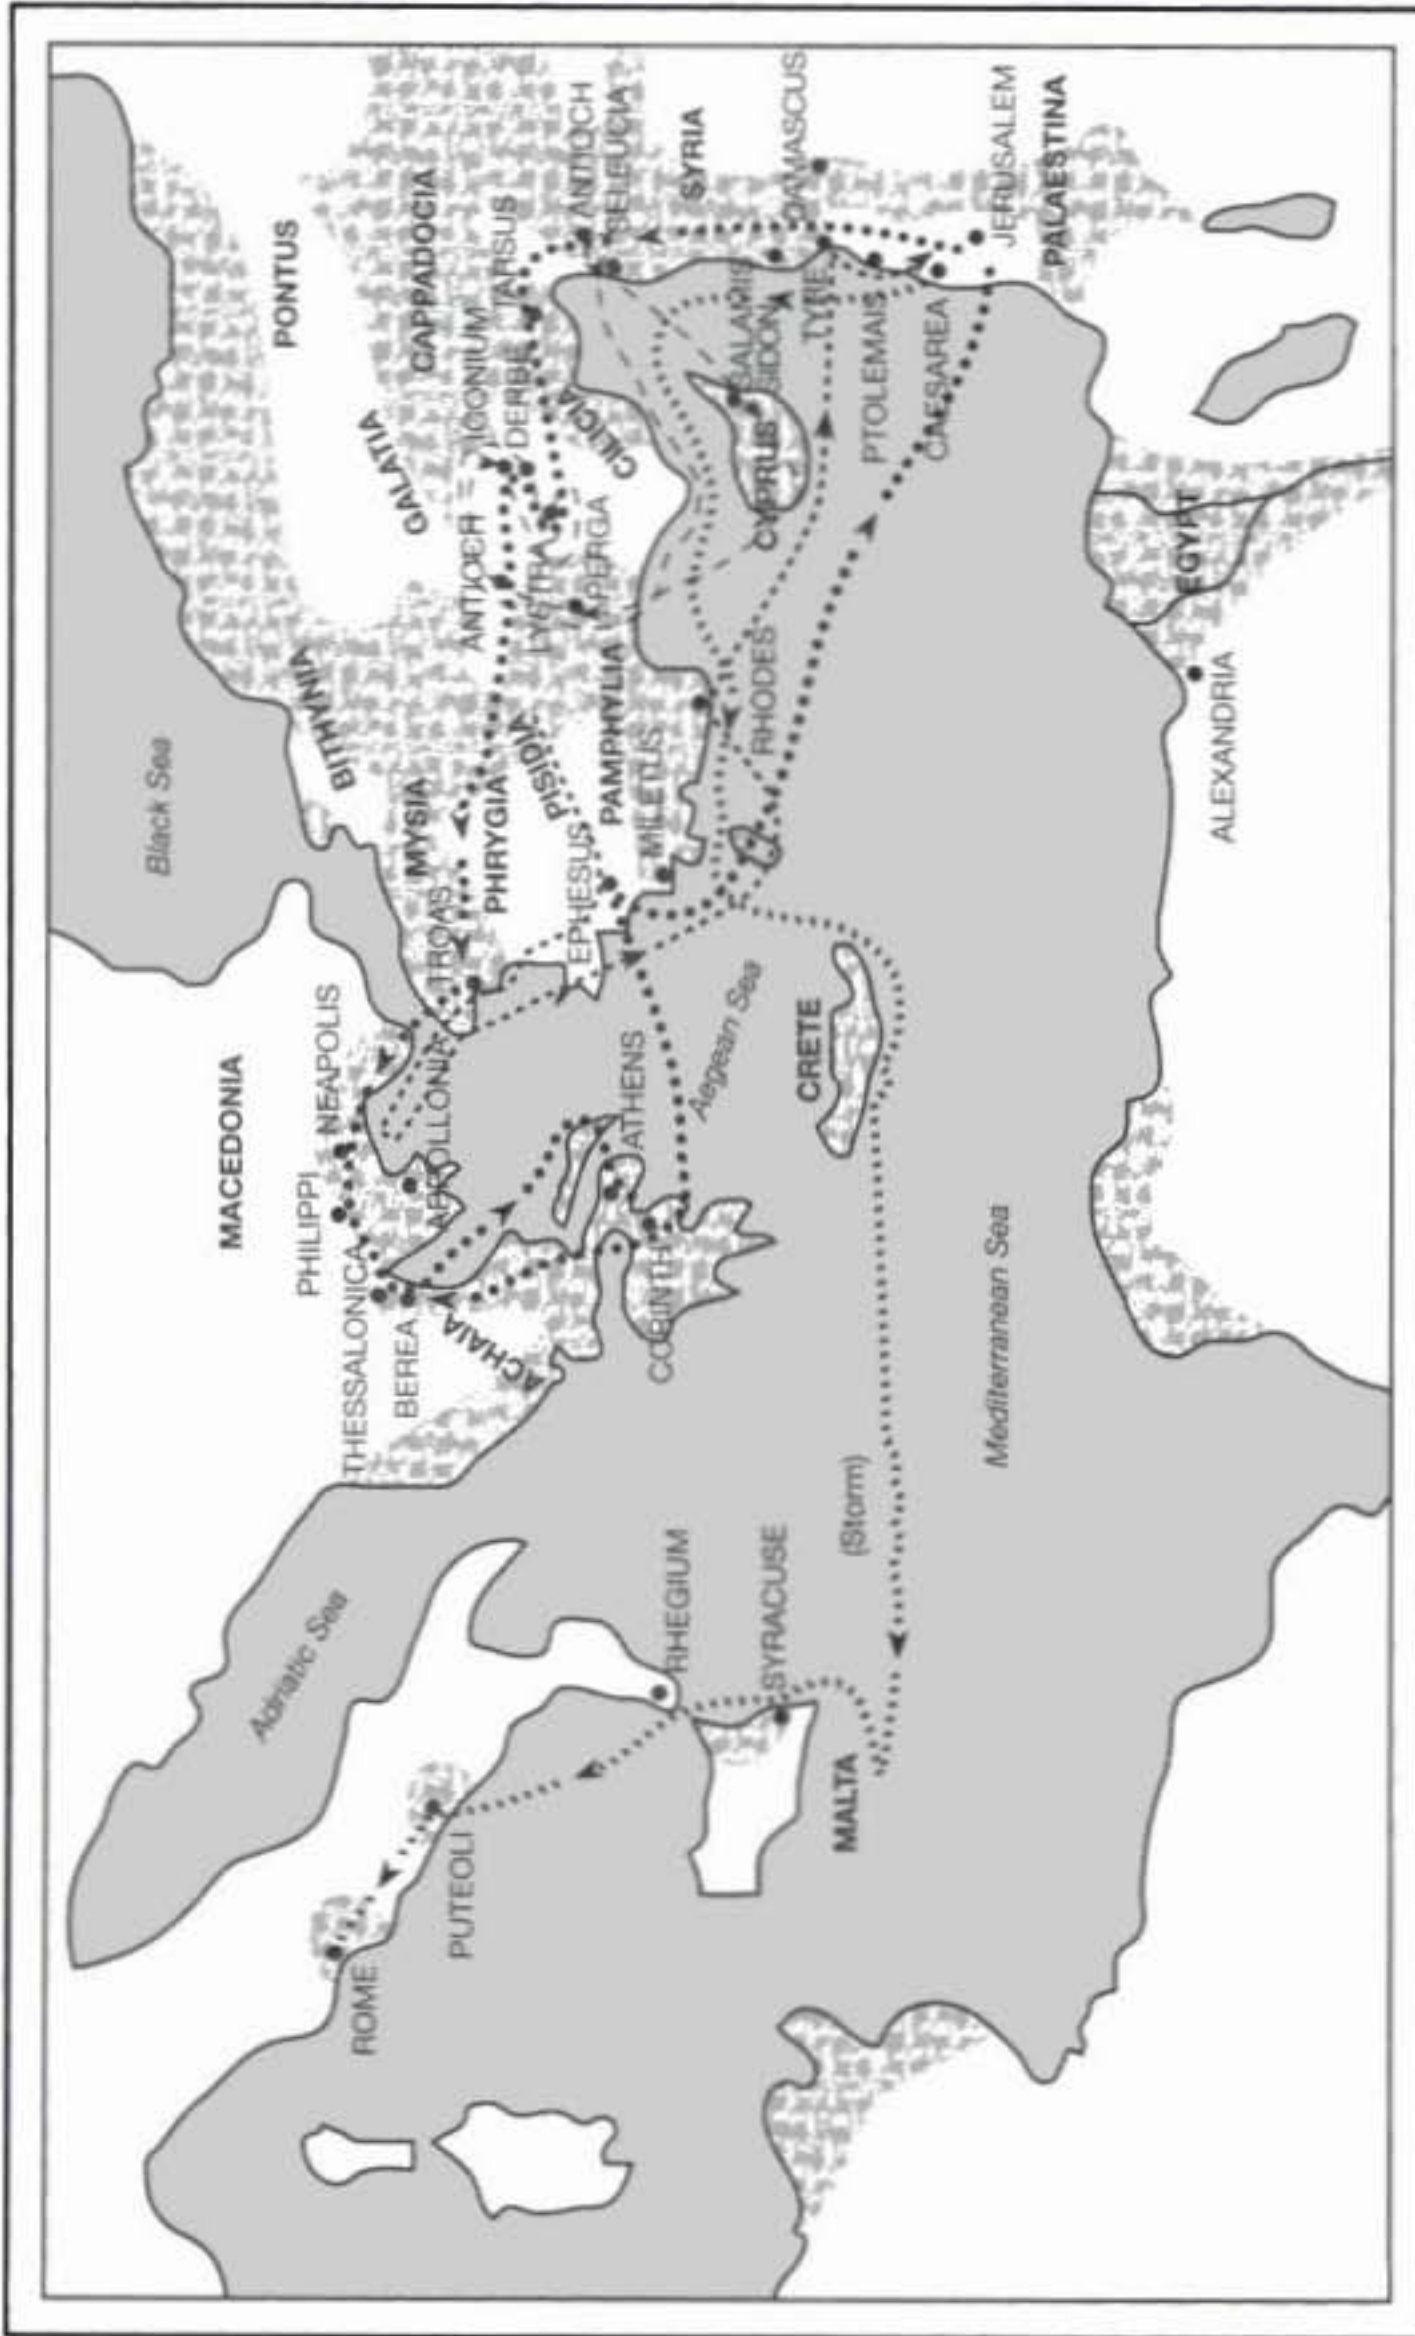 Black Sea
MACEDONIA
PONTUS
BITHYNIA
GALATIA
CAPPADOCIA
MYSIA
PHRYGIA
PISIDIA
PAMPHYLIA
CILICIA
SYRIA
PALAESTINA
Adriatic Sea
ROME
PUTEOLI
RHEGIUM
SYRACUSE
MALTA
(Storm)
THESSALONICA
PHILIPPI
NEAPOLIS
BEREA
APOLLONIA
ACHAIA
CORINTH
ATHENS
Aegean Sea
TROAS
EPHESUS
MILETUS
RHODES
CRETE
LYSTRA
PERGA
ICONIUM
DERBE
TARSUS
ANTIOCH
SELEUCIA
CYPRUS
SALAMIS
SIDON
TYRE
DAMASCUS
PTOLEMAIS
CAESAREA
JERUSALEM
Mediterranean Sea
ALEXANDRIA
EGYPT